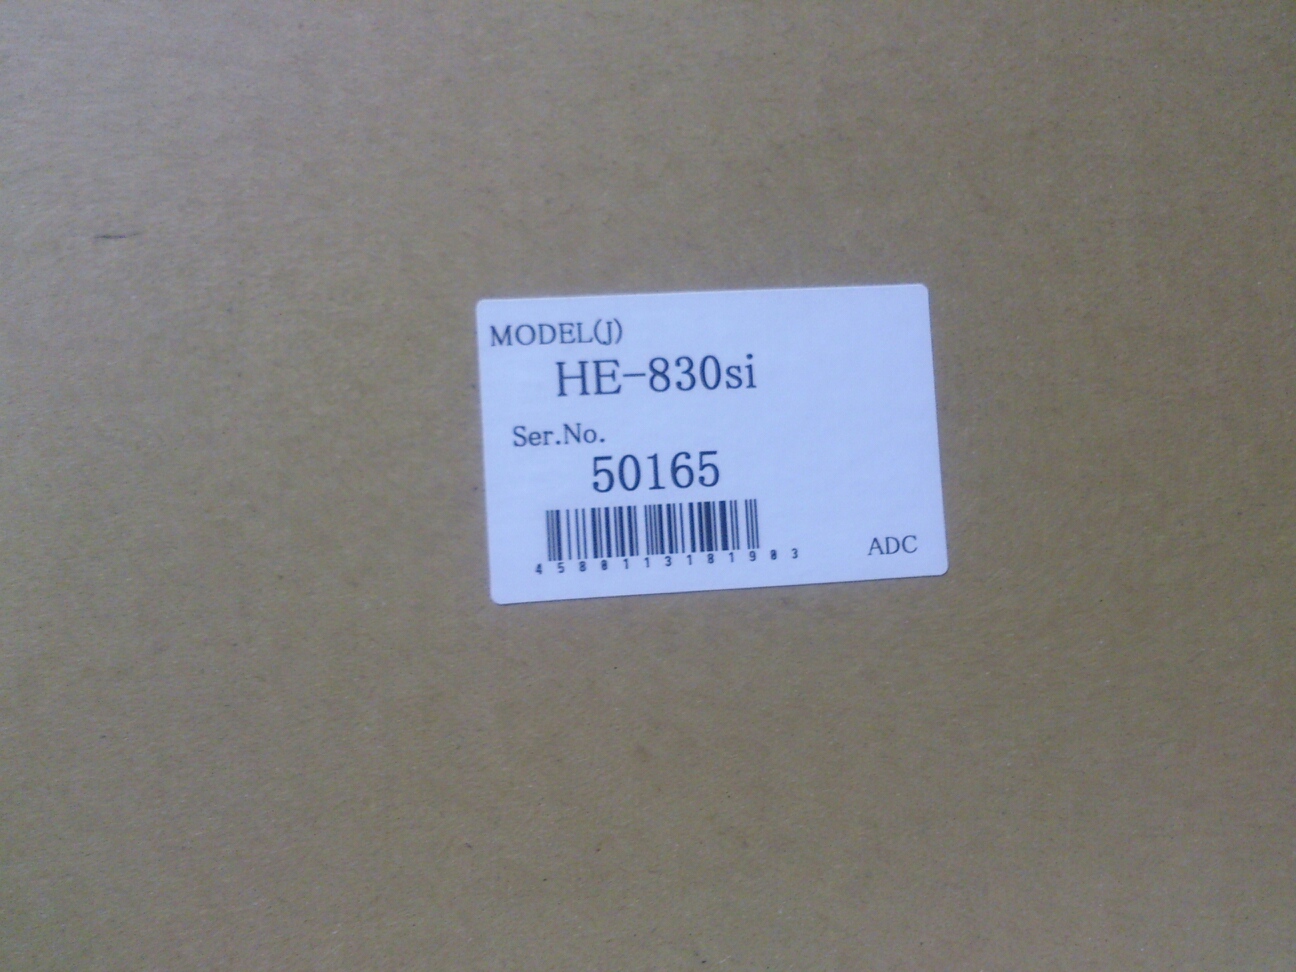 MODEL(J)
HE-830si
Ser.No.
50165
4580113181903
ADC